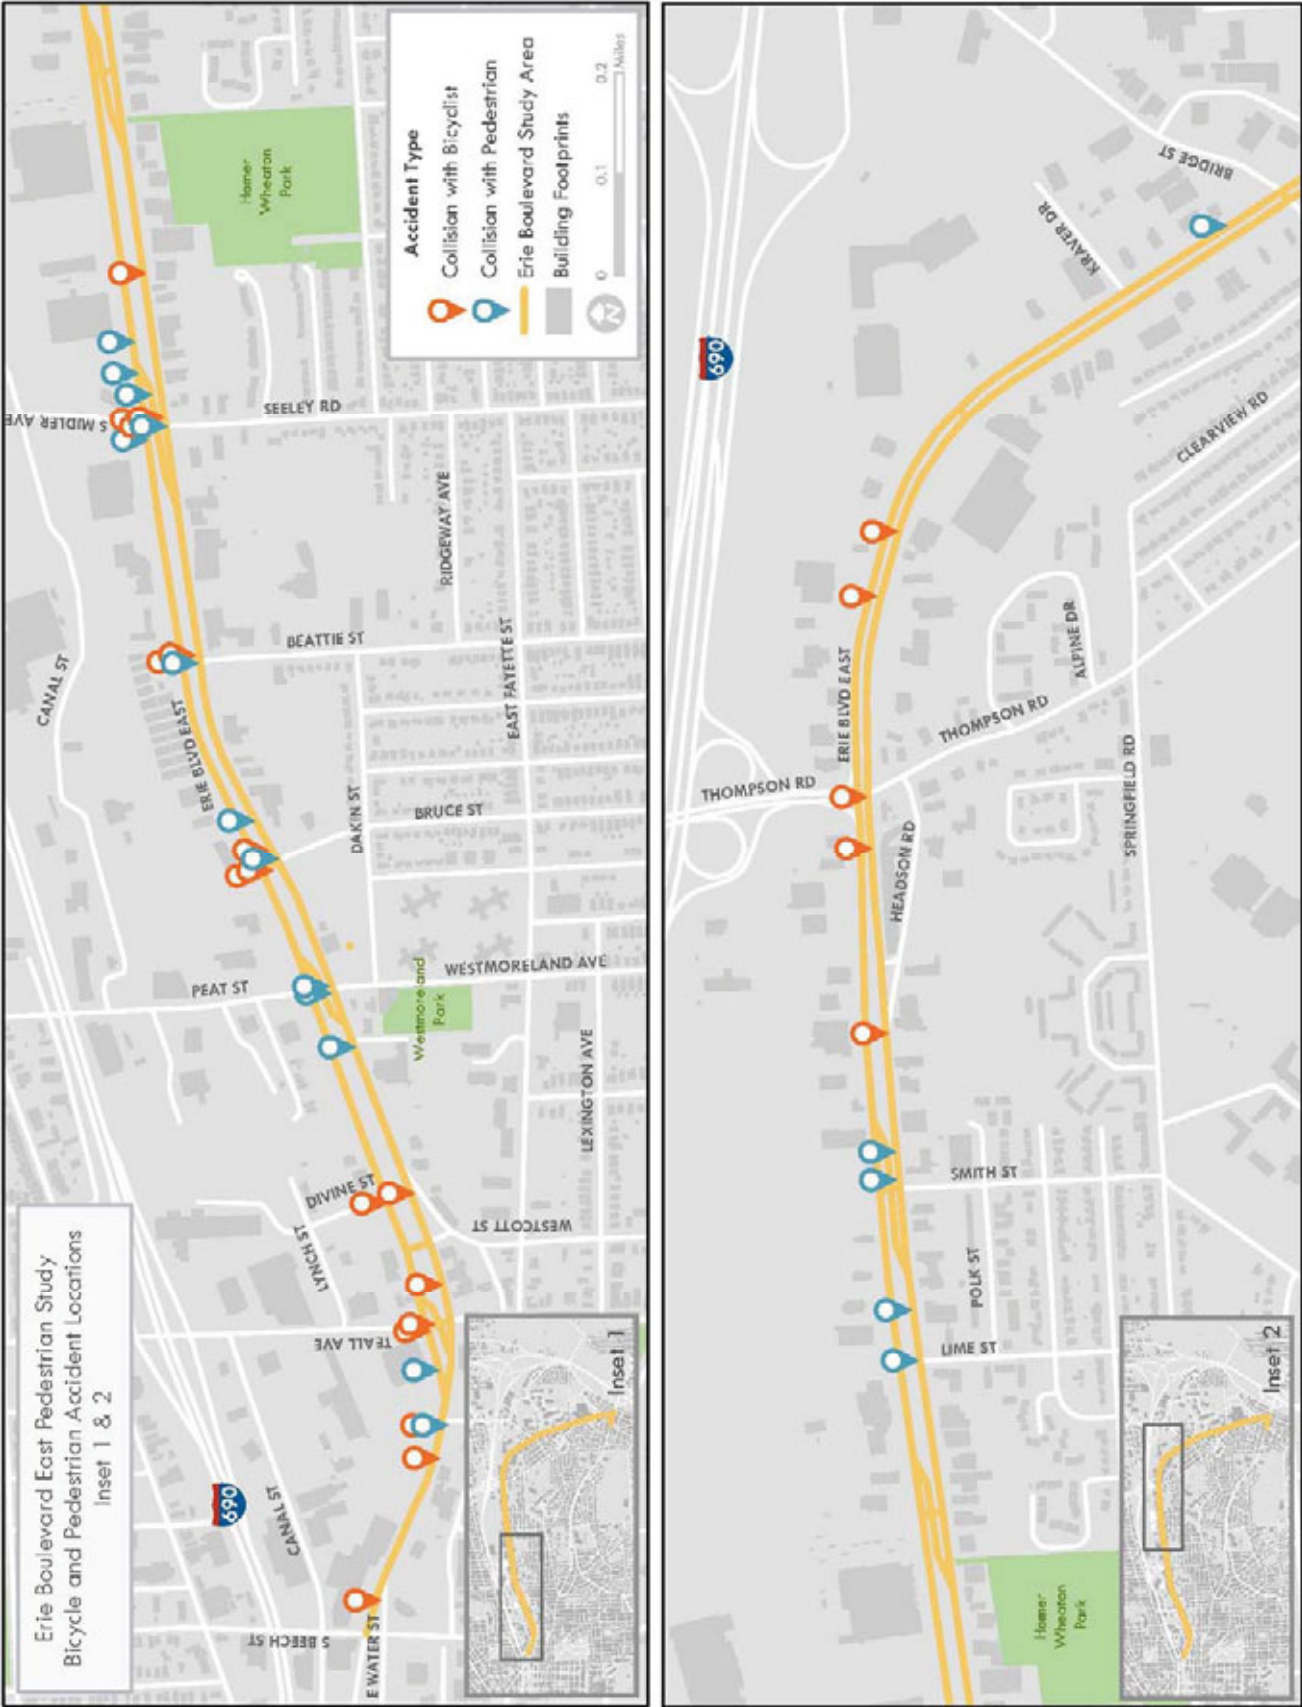 Erie Boulevard East Pedestrian Study
Bicycle and Pedestrian Accident Locations
Inset 1 & 2
Accident Type
Collision with Bicyclist
Collision with Pedestrian
Erie Boulevard Study Area
Building Footprints
N
0 0.1 0.2
Miles
CANAL ST
S MIDLER AVE
SEELEY RD
Homer
Wheaton
Park
RIDGEWAY AVE
BEATTIE ST
EAST FAYETTE ST
ERIE BLVD EAST
DAKIN ST
BRUCE ST
PEAT ST
WESTMORELAND AVE
Westmoreland
Park
LEXINGTON AVE
DIVINE ST
LYNCH ST
WESTCOTT ST
TEALL AVE
690
CANAL ST
S BEECH ST
E WATER ST
Inset 1
690
BRIDGE ST
KRAVER DR
CLEARVIEW RD
ERIE BLVD EAST
ALPINE DR
THOMPSON RD
THOMPSON RD
SPRINGFIELD RD
HEADSON RD
SMITH ST
POLK ST
LIME ST
Homer
Wheaton
Park
Inset 2